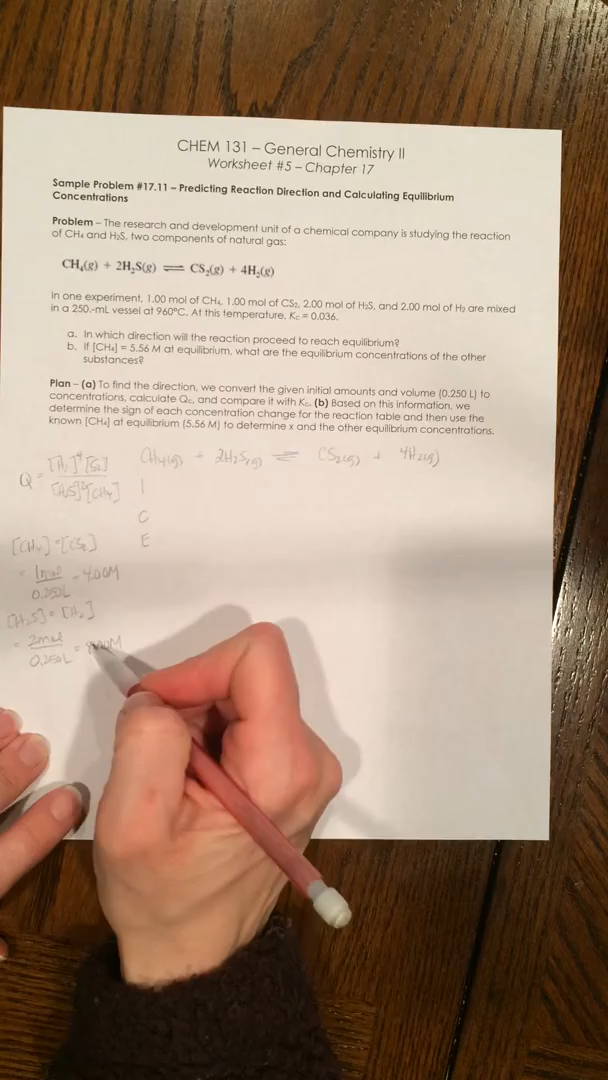 CHEM 131 – General Chemistry II
Worksheet #5 – Chapter 17
Sample Problem #17.11 – Predicting Reaction Direction and Calculating Equilibrium
Concentrations
Problem – The research and development unit of a chemical company is studying the reaction
of CH₄ and H₂S, two components of natural gas:
CH₄(g) + 2H₂S(g) ⇌ CS₂(g) + 4H₂(g)
In one experiment, 1.00 mol of CH₄, 1.00 mol of CS₂, 2.00 mol of H₂S, and 2.00 mol of H₂ are mixed
in a 250.-mL vessel at 960°C. At this temperature, Kc = 0.036.
a. In which direction will the reaction proceed to reach equilibrium?
b. If [CH₄] = 5.56 M at equilibrium, what are the equilibrium concentrations of the other
substances?
Plan – (a) To find the direction, we convert the given initial amounts and volume (0.250 L) to
concentrations, calculate Qc, and compare it with Kc. (b) Based on this information, we
determine the sign of each concentration change for the reaction table and then use the
known [CH₄] at equilibrium (5.56 M) to determine x and the other equilibrium concentrations.
CH₄(g) + 2H₂S(g) ⇌ CS₂(g) + 4H₂(g)
Q = [H₂]⁴[CS₂]
[H₂S]²[CH₄]
I
C
E
[CH₄] = [CS₂]
= 1mol = 4.00M
0.250L
[H₂S] = [H₂]
= 2mol = 8.00M
0.250L